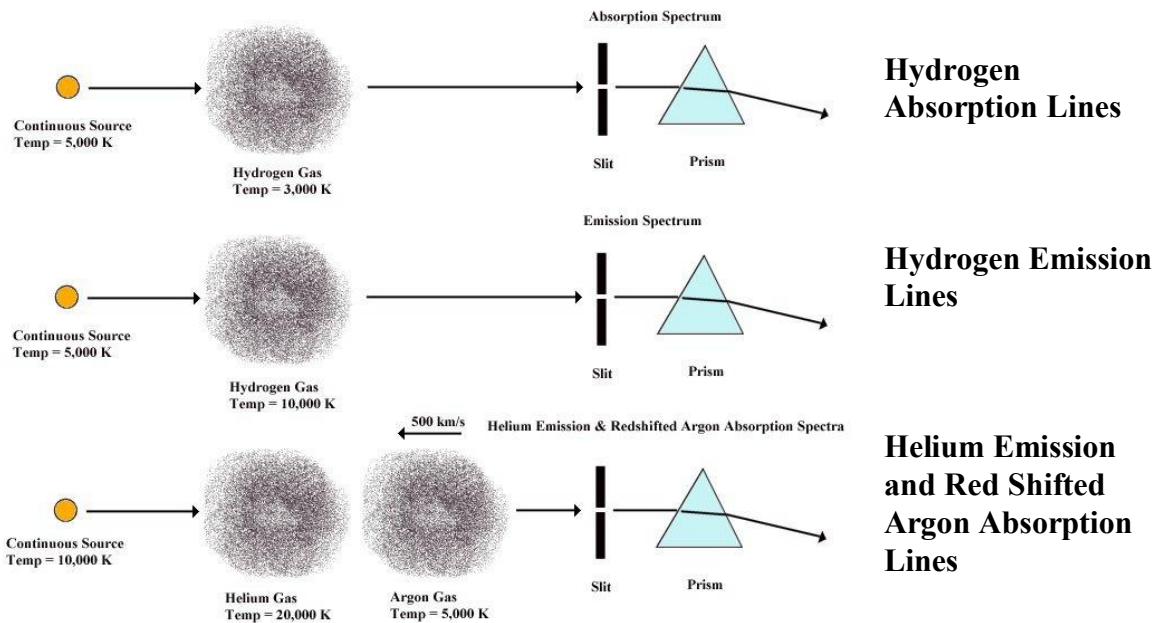 Absorption Spectrum
Hydrogen
Absorption Lines
Continuous Source
Temp = 5,000 K
Hydrogen Gas
Temp = 3,000 K
Slit
Prism
Emission Spectrum
Hydrogen Emission
Lines
Continuous Source
Temp = 5,000 K
Hydrogen Gas
Temp = 10,000 K
Slit
Prism
500 km/s
Helium Emission & Redshifted Argon Absorption Spectra
Helium Emission
and Red Shifted
Argon Absorption
Lines
Continuous Source
Temp = 10,000 K
Helium Gas
Temp = 20,000 K
Argon Gas
Temp = 5,000 K
Slit
Prism